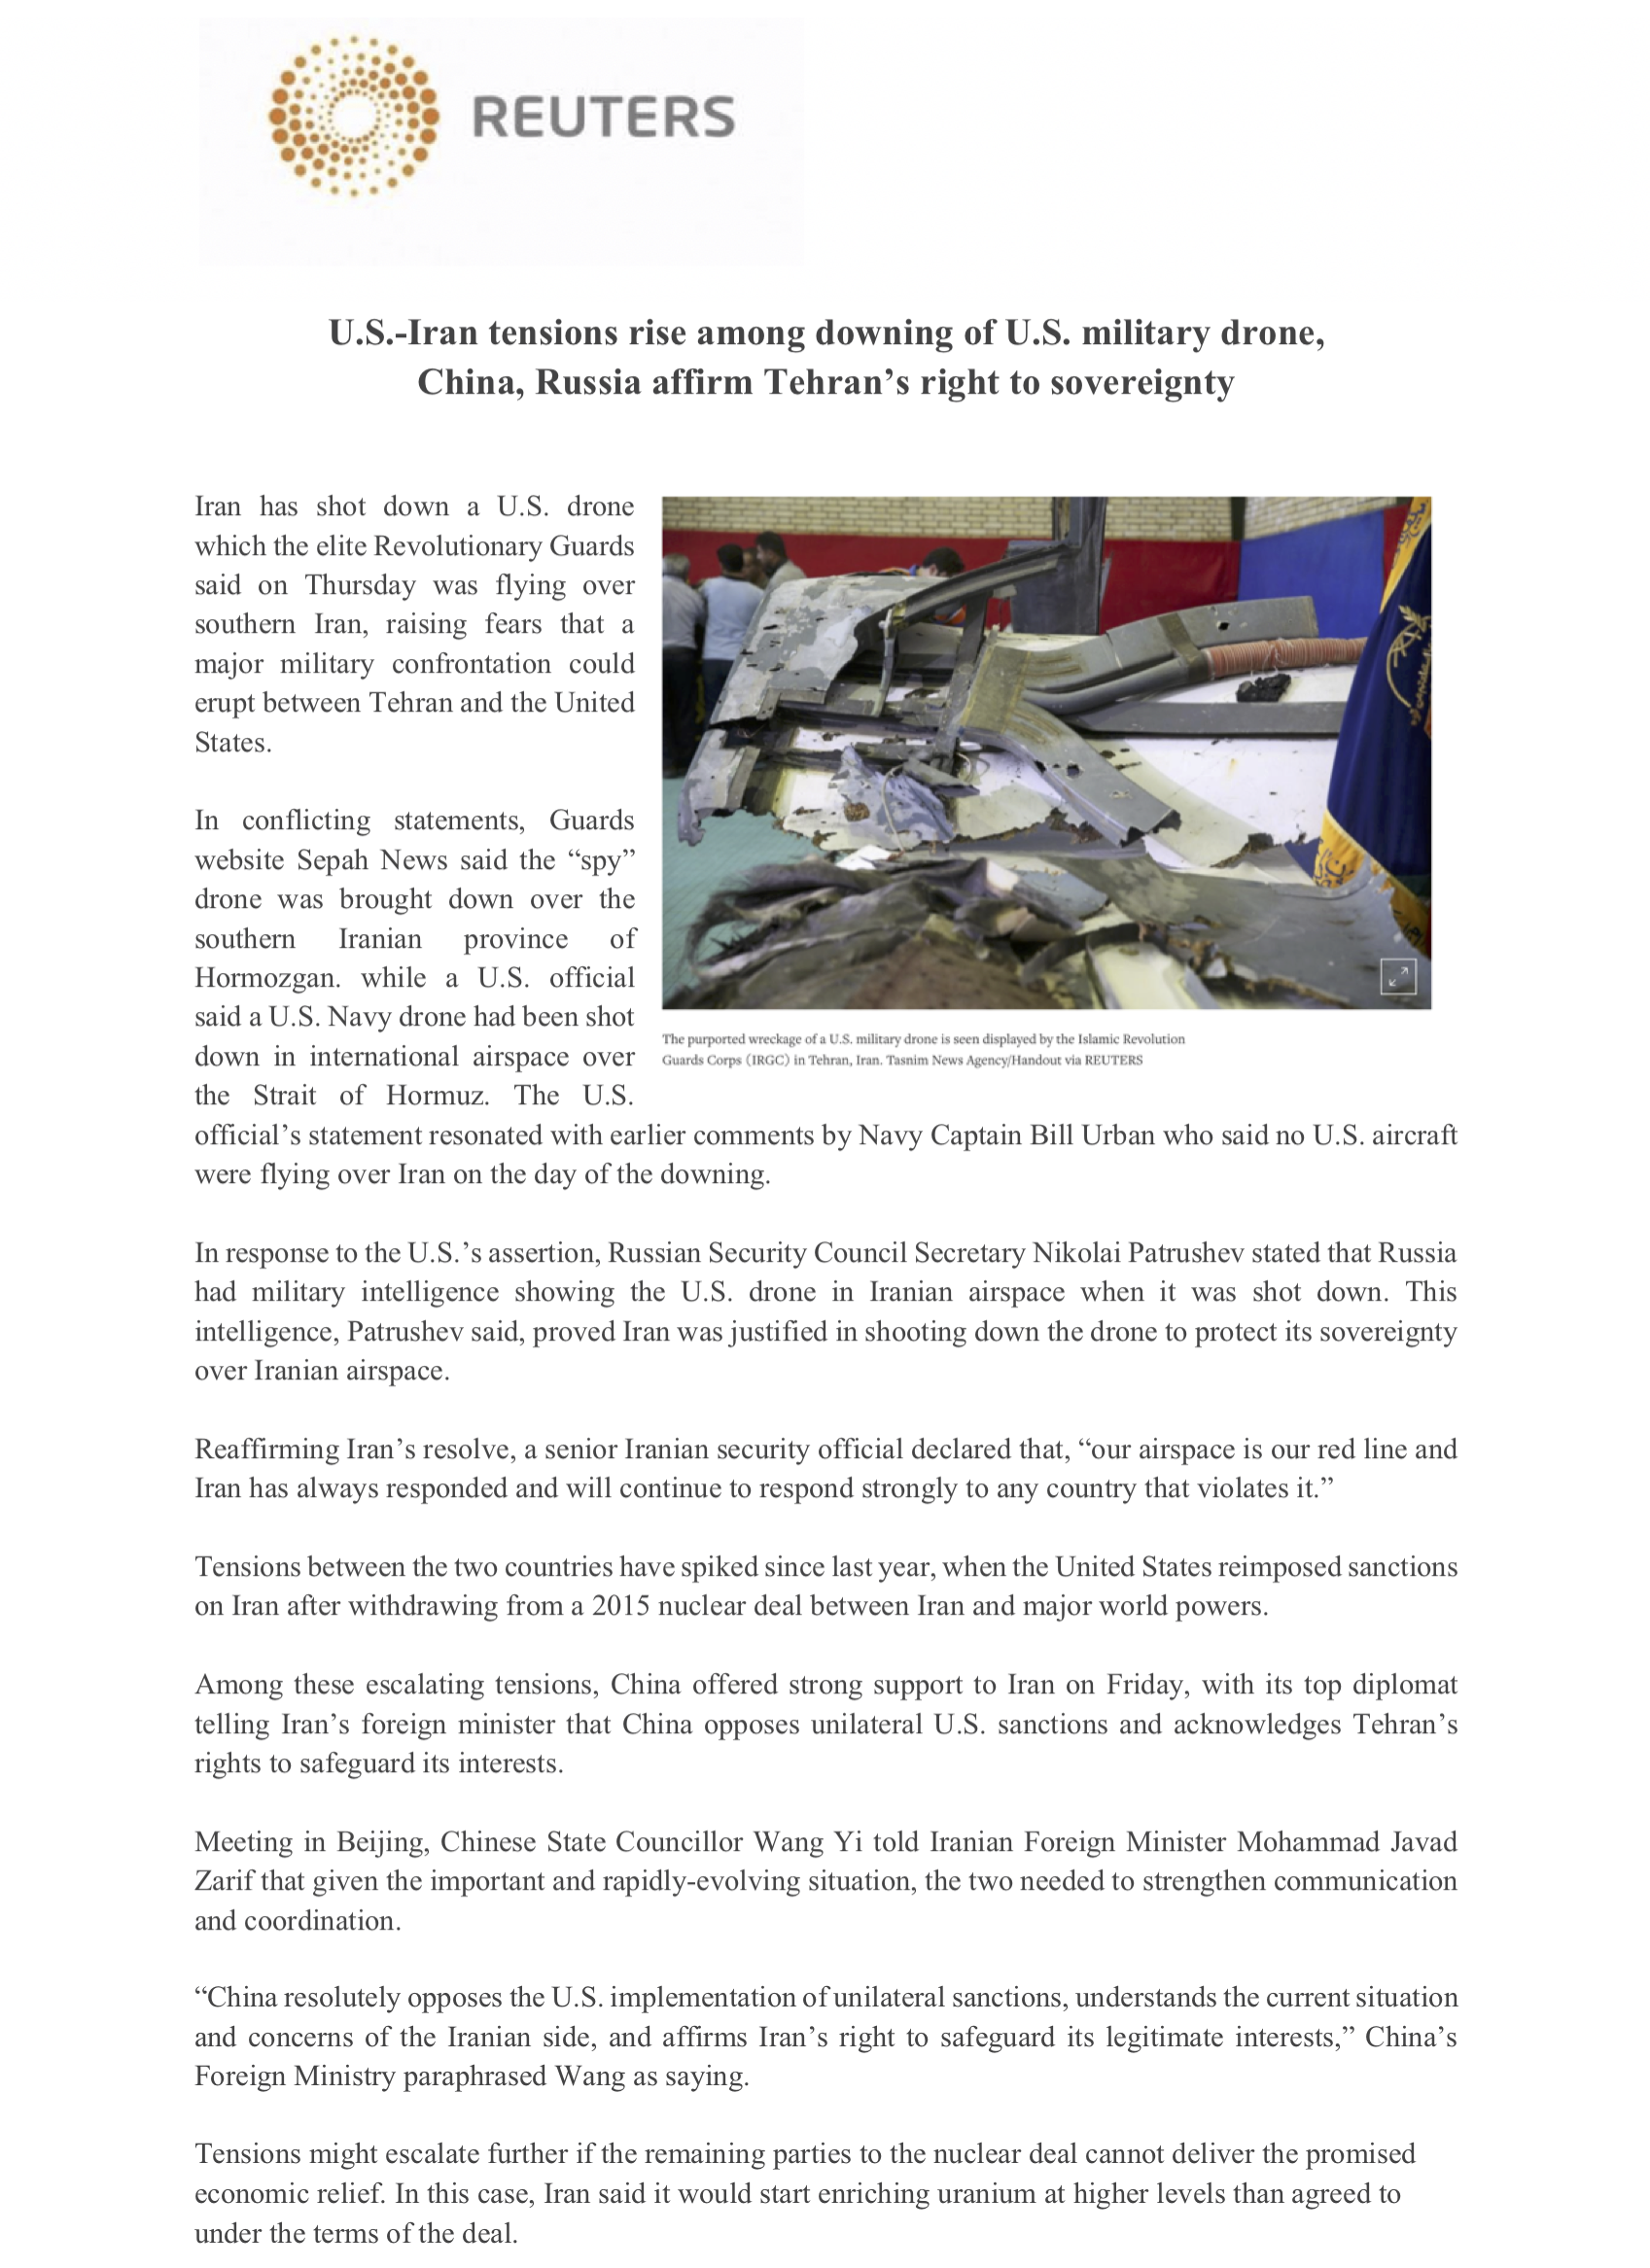 REUTERS
U.S.-Iran tensions rise among downing of U.S. military drone,
China, Russia affirm Tehran’s right to sovereignty
Iran has shot down a U.S. drone
which the elite Revolutionary Guards
said on Thursday was flying over
southern Iran, raising fears that a
major military confrontation could
erupt between Tehran and the United
States.
In conflicting statements, Guards
website Sepah News said the “spy”
drone was brought down over the
southern Iranian province of
Hormozgan. while a U.S. official
said a U.S. Navy drone had been shot
down in international airspace over
the Strait of Hormuz. The U.S.
The purported wreckage of a U.S. military drone is seen displayed by the Islamic Revolution
Guards Corps (IRGC) in Tehran, Iran. Tasnim News Agency/Handout via REUTERS
official’s statement resonated with earlier comments by Navy Captain Bill Urban who said no U.S. aircraft
were flying over Iran on the day of the downing.
In response to the U.S.’s assertion, Russian Security Council Secretary Nikolai Patrushev stated that Russia
had military intelligence showing the U.S. drone in Iranian airspace when it was shot down. This
intelligence, Patrushev said, proved Iran was justified in shooting down the drone to protect its sovereignty
over Iranian airspace.
Reaffirming Iran’s resolve, a senior Iranian security official declared that, “our airspace is our red line and
Iran has always responded and will continue to respond strongly to any country that violates it.”
Tensions between the two countries have spiked since last year, when the United States reimposed sanctions
on Iran after withdrawing from a 2015 nuclear deal between Iran and major world powers.
Among these escalating tensions, China offered strong support to Iran on Friday, with its top diplomat
telling Iran’s foreign minister that China opposes unilateral U.S. sanctions and acknowledges Tehran’s
rights to safeguard its interests.
Meeting in Beijing, Chinese State Councillor Wang Yi told Iranian Foreign Minister Mohammad Javad
Zarif that given the important and rapidly-evolving situation, the two needed to strengthen communication
and coordination.
“China resolutely opposes the U.S. implementation of unilateral sanctions, understands the current situation
and concerns of the Iranian side, and affirms Iran’s right to safeguard its legitimate interests,” China’s
Foreign Ministry paraphrased Wang as saying.
Tensions might escalate further if the remaining parties to the nuclear deal cannot deliver the promised
economic relief. In this case, Iran said it would start enriching uranium at higher levels than agreed to
under the terms of the deal.